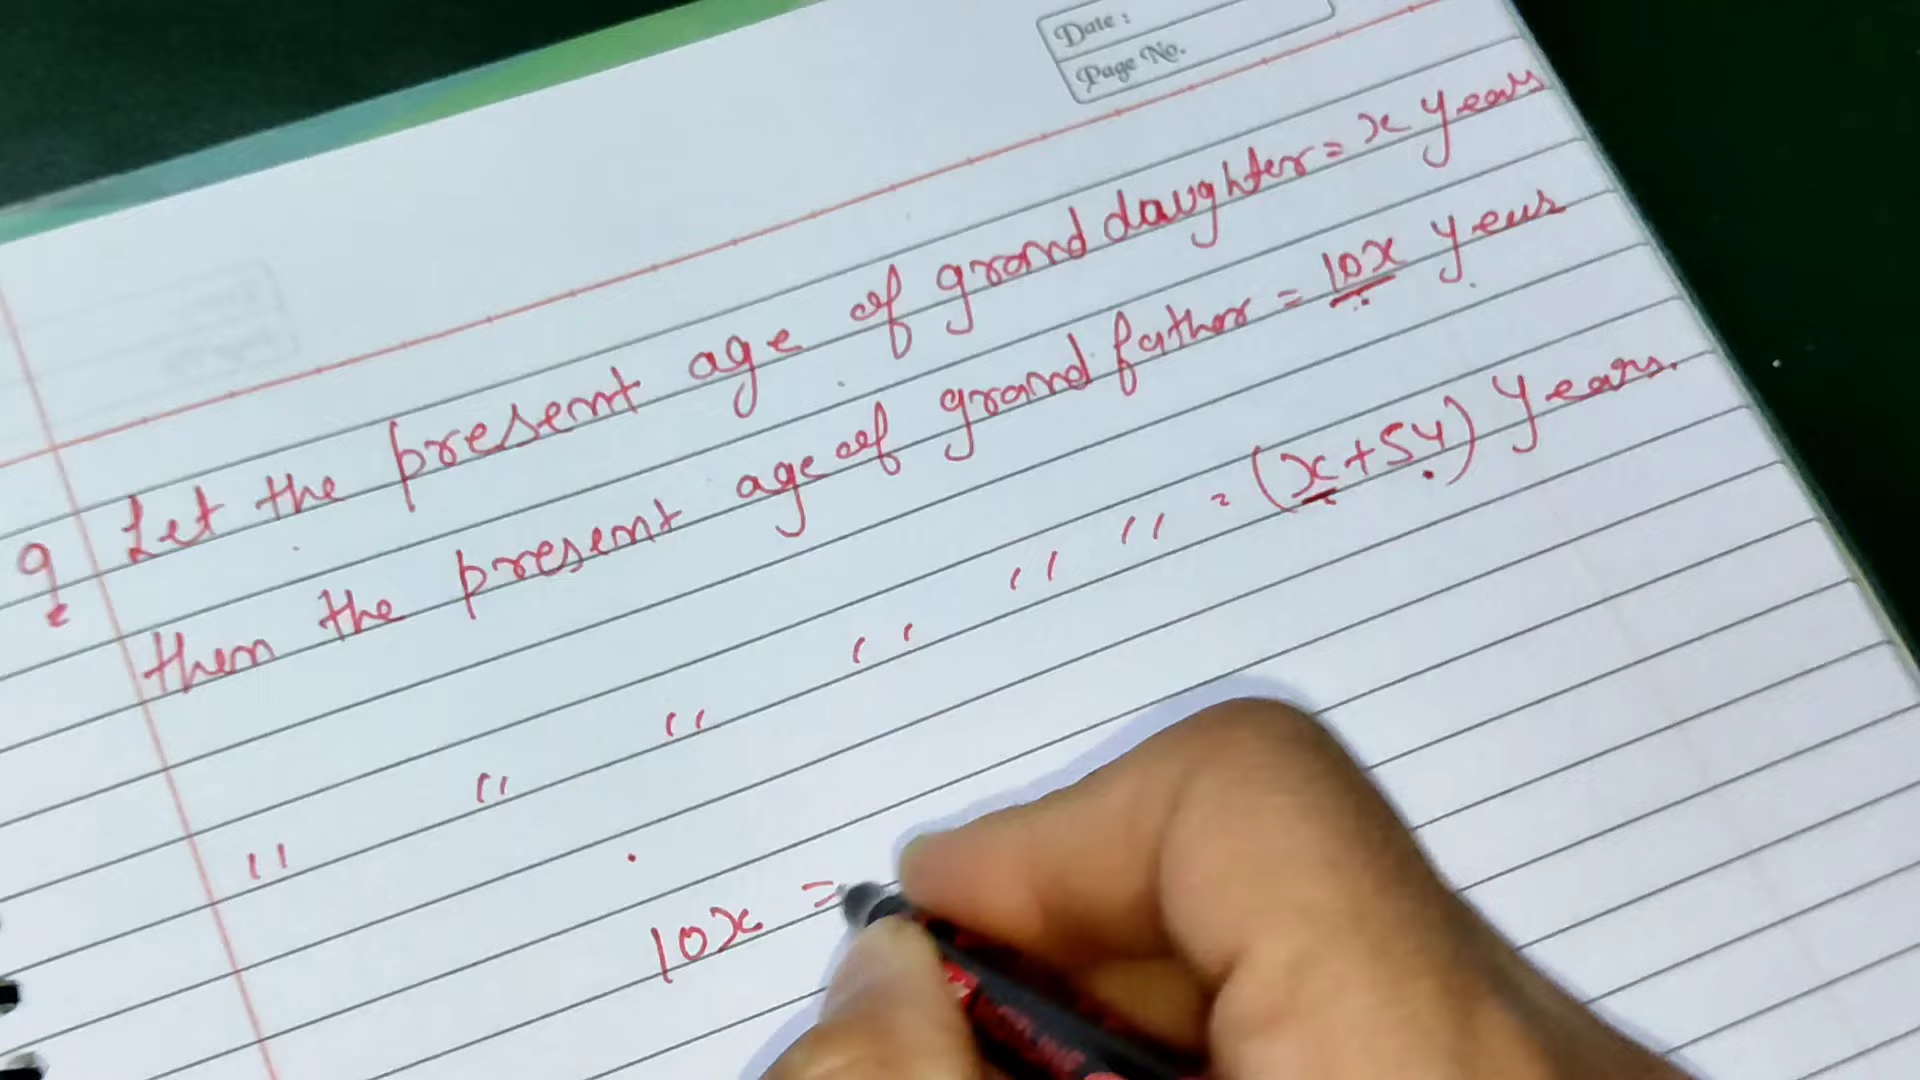 Date :
Page No.
9 Let the present age of grand daughter = x years
then the present age of grand father = 10x years
" " " " " " = (x+54) years.
10x =